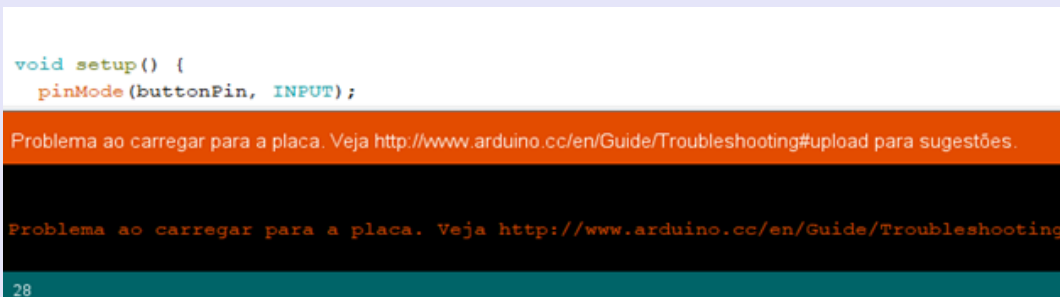 void setup() {
pinMode(buttonPin, INPUT);
Problema ao carregar para a placa. Veja http://www.arduino.cc/en/Guide/Troubleshooting#upload para sugestões.
Problema ao carregar para a placa. Veja http://www.arduino.cc/en/Guide/Troubleshooting
28